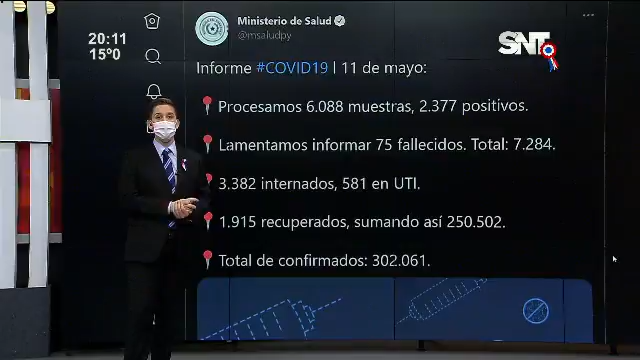 20:11
15°0
Ministerio de Salud
@msaludpy
SNT
Informe #COVID19 | 11 de mayo:
Procesamos 6.088 muestras, 2.377 positivos.
Lamentamos informar 75 fallecidos. Total: 7.284.
3.382 internados, 581 en UTI.
1.915 recuperados, sumando así 250.502.
Total de confirmados: 302.061.